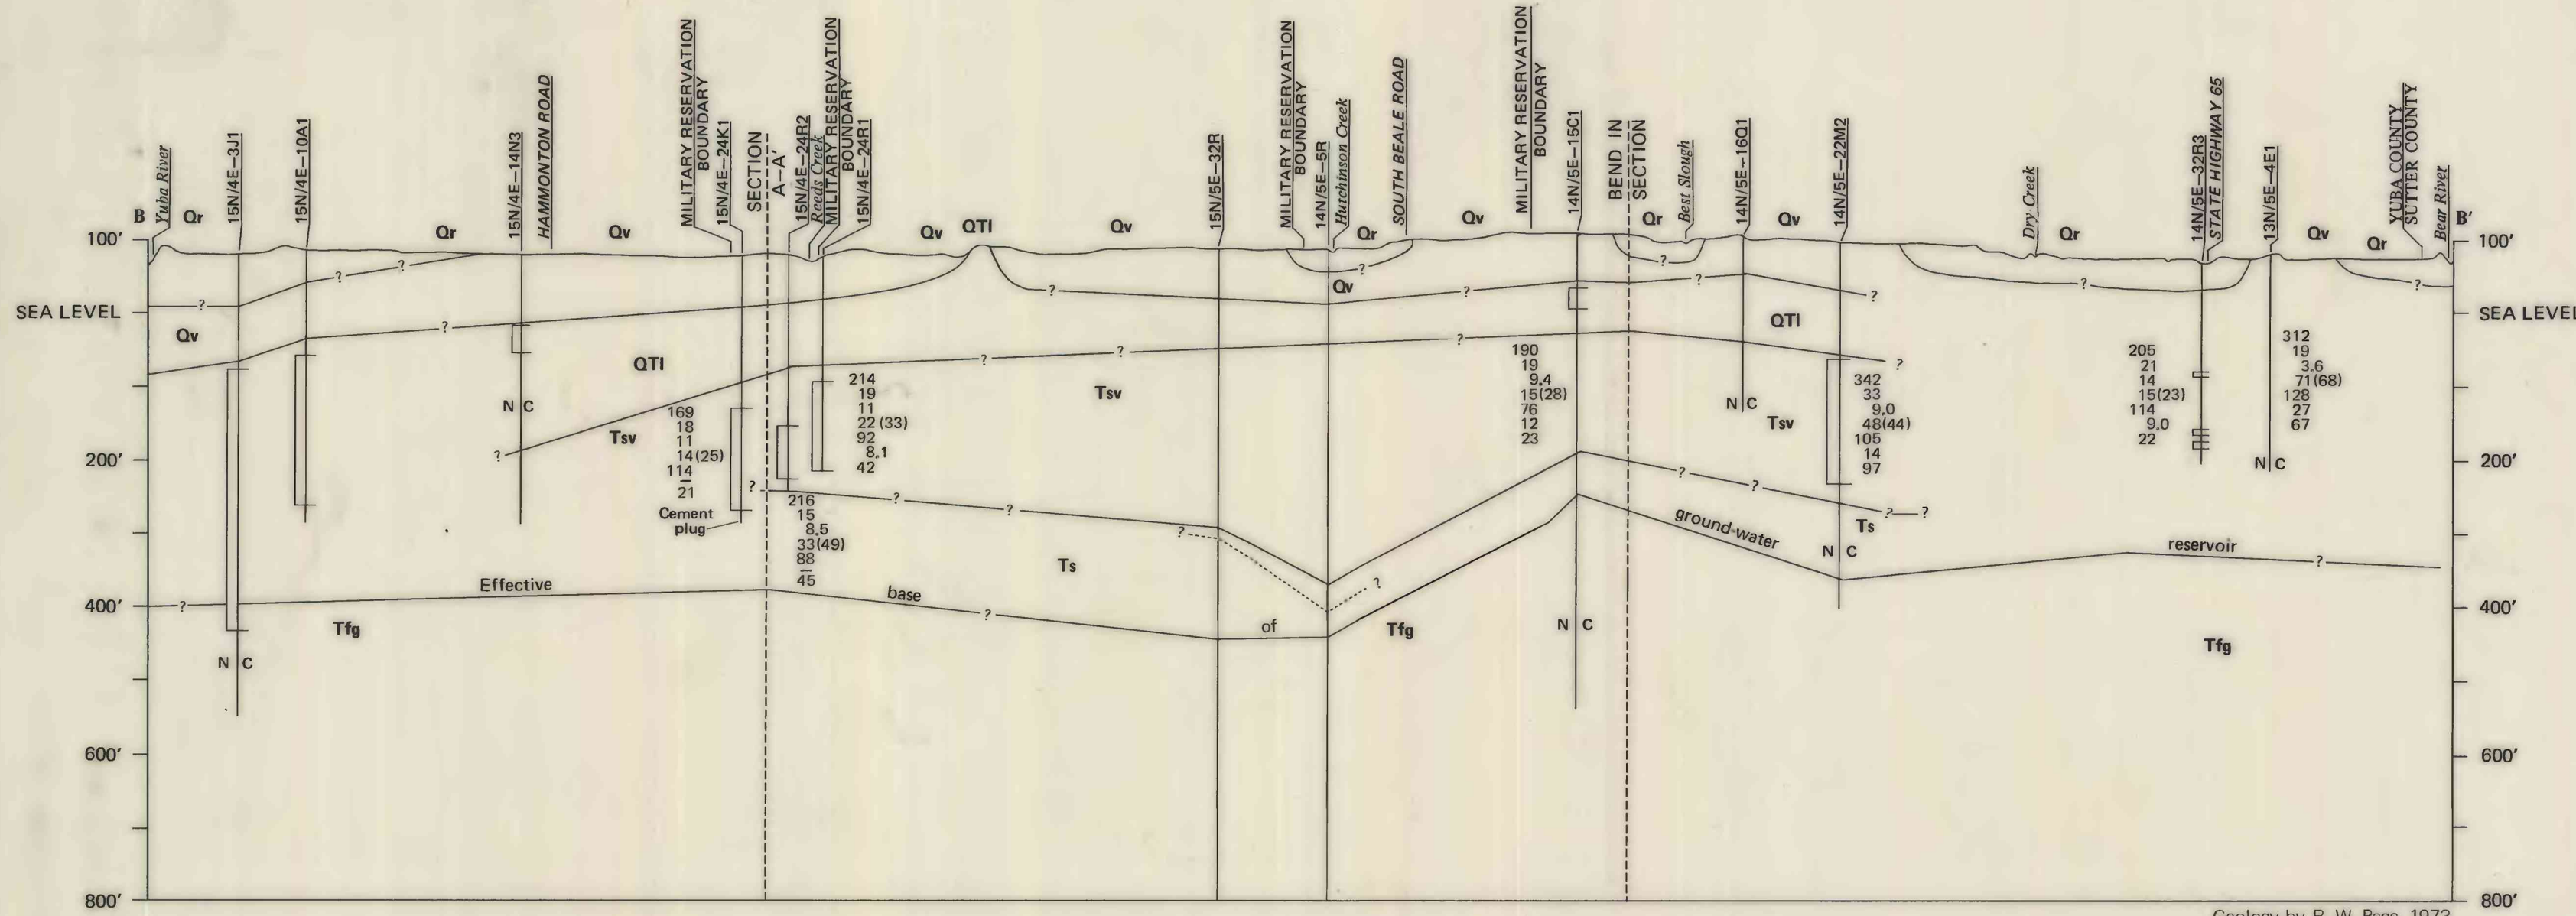 B
Yuba River
Qr
15N/4E–3J1
15N/4E–10A1
Qr
15N/4E–14N3
HAMMONTON ROAD
Qv
MILITARY RESERVATION
BOUNDARY
15N/4E–24K1
SECTION
A–A'
15N/4E–24R2
Reeds Creek
MILITARY RESERVATION
BOUNDARY
15N/4E–24R1
Qv
QTl
Qv
15N/5E–32R
MILITARY RESERVATION
BOUNDARY
14N/5E–5R
Hutchinson Creek
Qr
SOUTH BEALE ROAD
Qv
MILITARY RESERVATION
BOUNDARY
14N/5E–15C1
BEND IN
SECTION
Qr
Best Slough
14N/5E–16Q1
Qv
14N/5E–22M2
Dry Creek
Qr
14N/5E–32R3
STATE HIGHWAY 65
13N/5E–4E1
Qv
Qr
YUBA COUNTY
SUTTER COUNTY
Bear River
B'
100'
SEA LEVEL
200'
400'
600'
800'
100'
SEA LEVEL
200'
400'
600'
800'
? ? ?
Qv
? ?
QTl
? Tsv
N C
169
18
11
14(25)
114
–
21
Cement
plug
?
214
19
11
22 (33)
92
8.1
42
216
15
8.5
33(49)
88
–
45
? ? ? ?
Qv
? ?
? ? ?
Tsv
190
19
9.4
15(28)
76
12
23
QTl
? ?
?
N C
Tsv
342
33
9.0
48(44)
105
14
97
? ? ? ?
Ts
N C
? ?
205
21
14
15(23)
114
9.0
22
312
19
3.6
71(68)
128
27
67
N C
? ?
? ?
Ts
? Effective base ? of ground-water reservoir ?
Tfg
N C
Tfg
N C
Tfg
Geology by R. W. Page, 1972